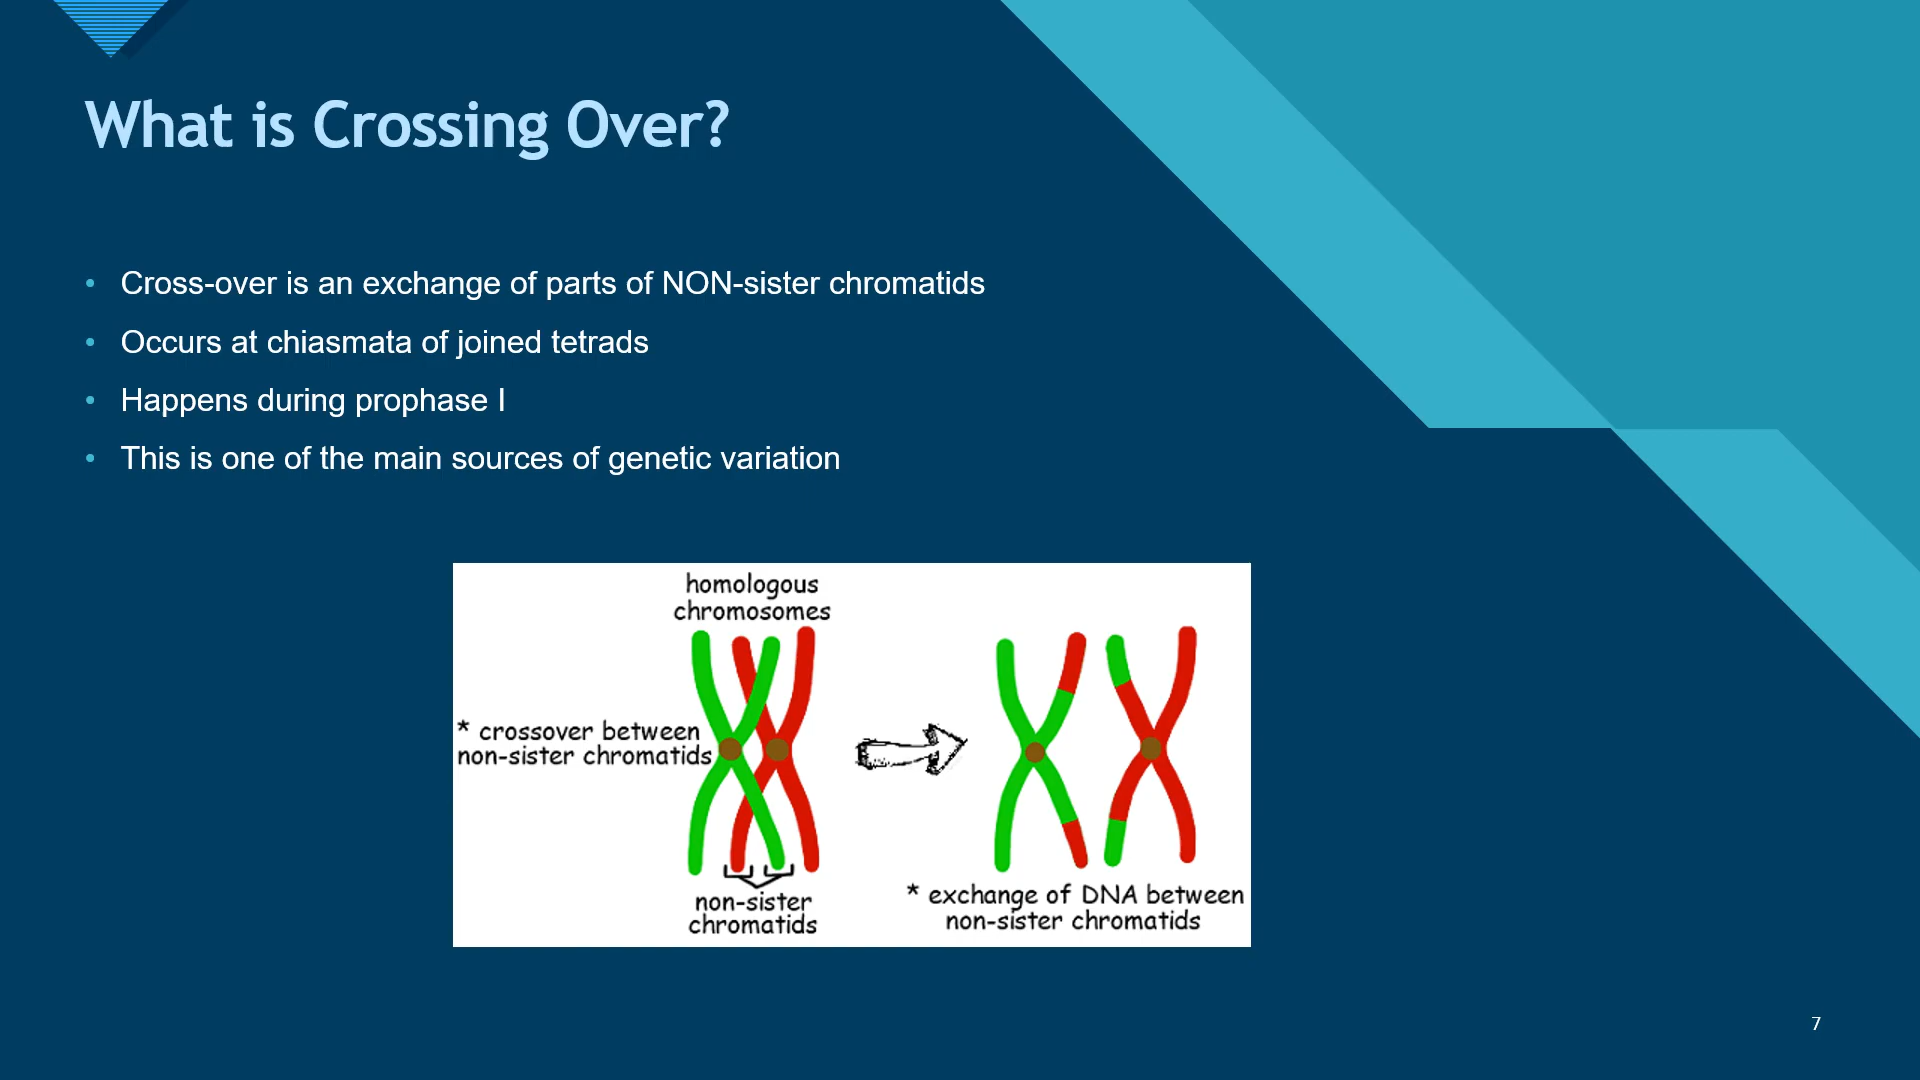 What is Crossing Over?
• Cross-over is an exchange of parts of NON-sister chromatids
• Occurs at chiasmata of joined tetrads
• Happens during prophase I
• This is one of the main sources of genetic variation
homologous
chromosomes
* crossover between
non-sister chromatids
non-sister
chromatids
* exchange of DNA between
non-sister chromatids
7